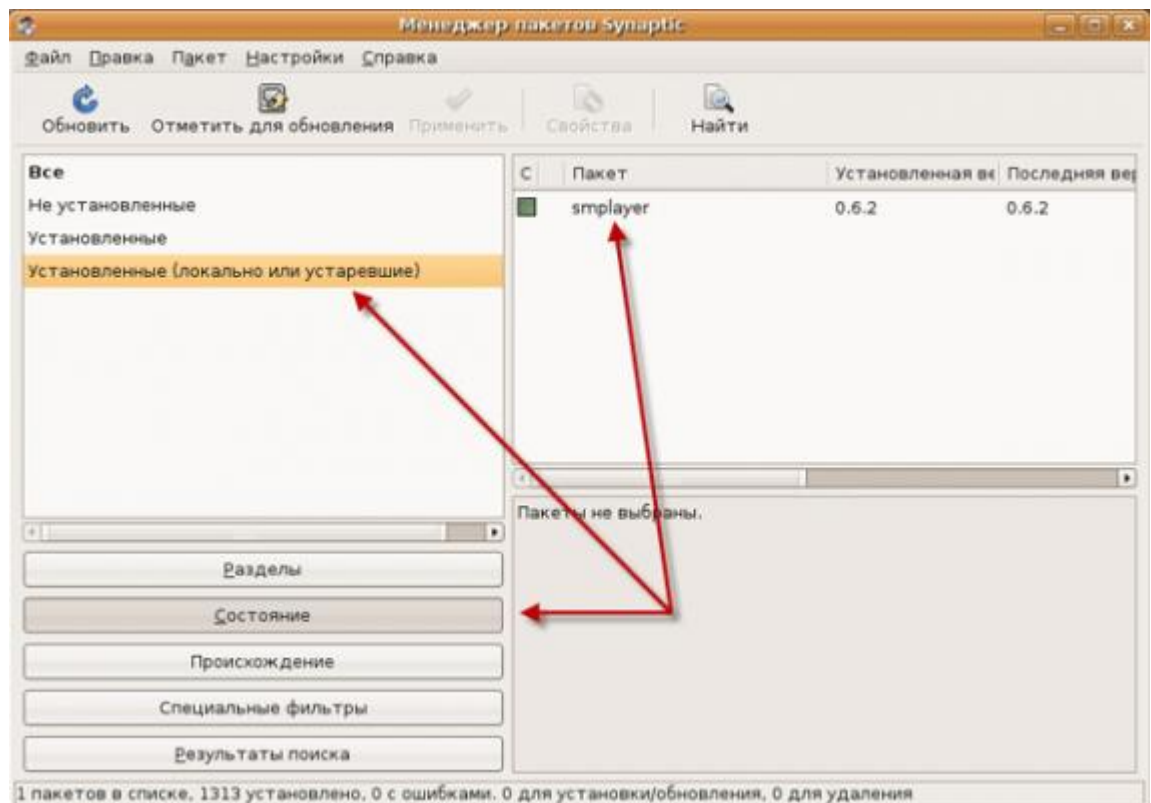 Менеджер пакетов Synaptic
Файл Правка Пакет Настройки Справка
Обновить Отметить для обновления Применить Свойства Найти
Все
Не установленные
Установленные
Установленные (локально или устаревшие)
С Пакет Установленная ве Последняя вер
smplayer 0.6.2 0.6.2
Пакеты не выбраны.
Разделы
Состояние
Происхождение
Специальные фильтры
Результаты поиска
1 пакетов в списке, 1313 установлено, 0 с ошибками. 0 для установки/обновления, 0 для удаления